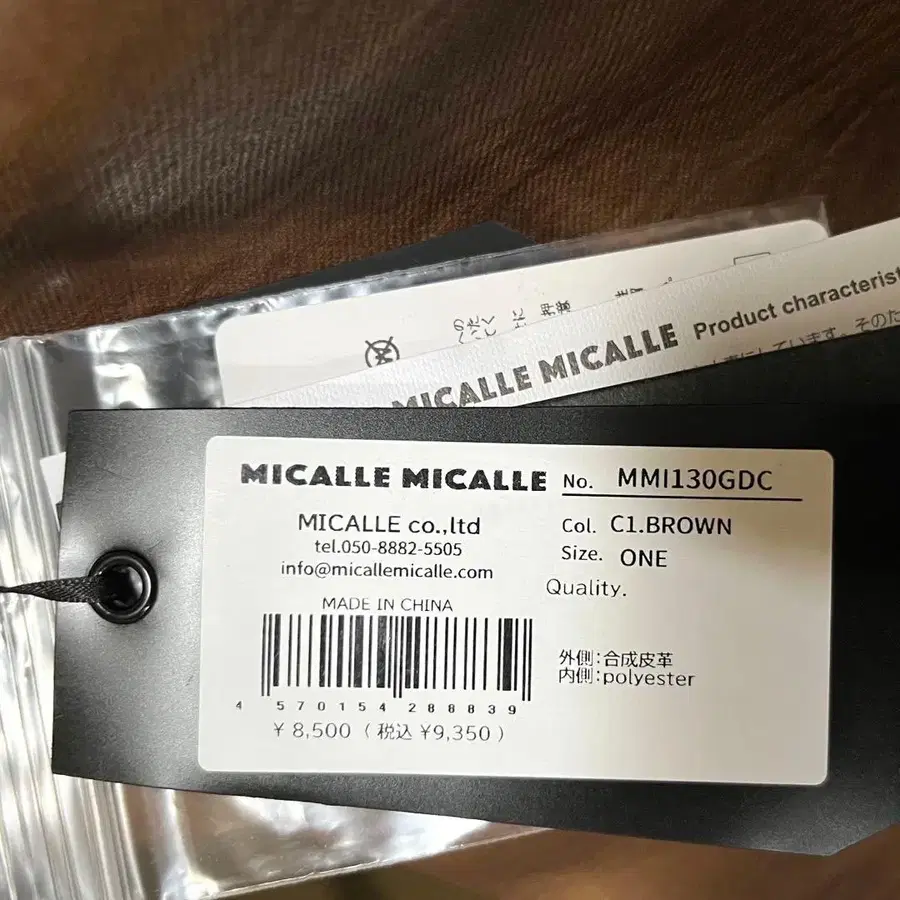 MICALLE MICALLE Product characterist
MICALLE MICALLE
MICALLE co.,ltd
tel.050-8882-5505
info@micallemicalle.com
MADE IN CHINA
4 570154 288839
¥ 8,500 ( 税込 ¥9,350 )
No. MMI130GDC
Col. C1.BROWN
Size. ONE
Quality.
外側:合成皮革
内側:polyester